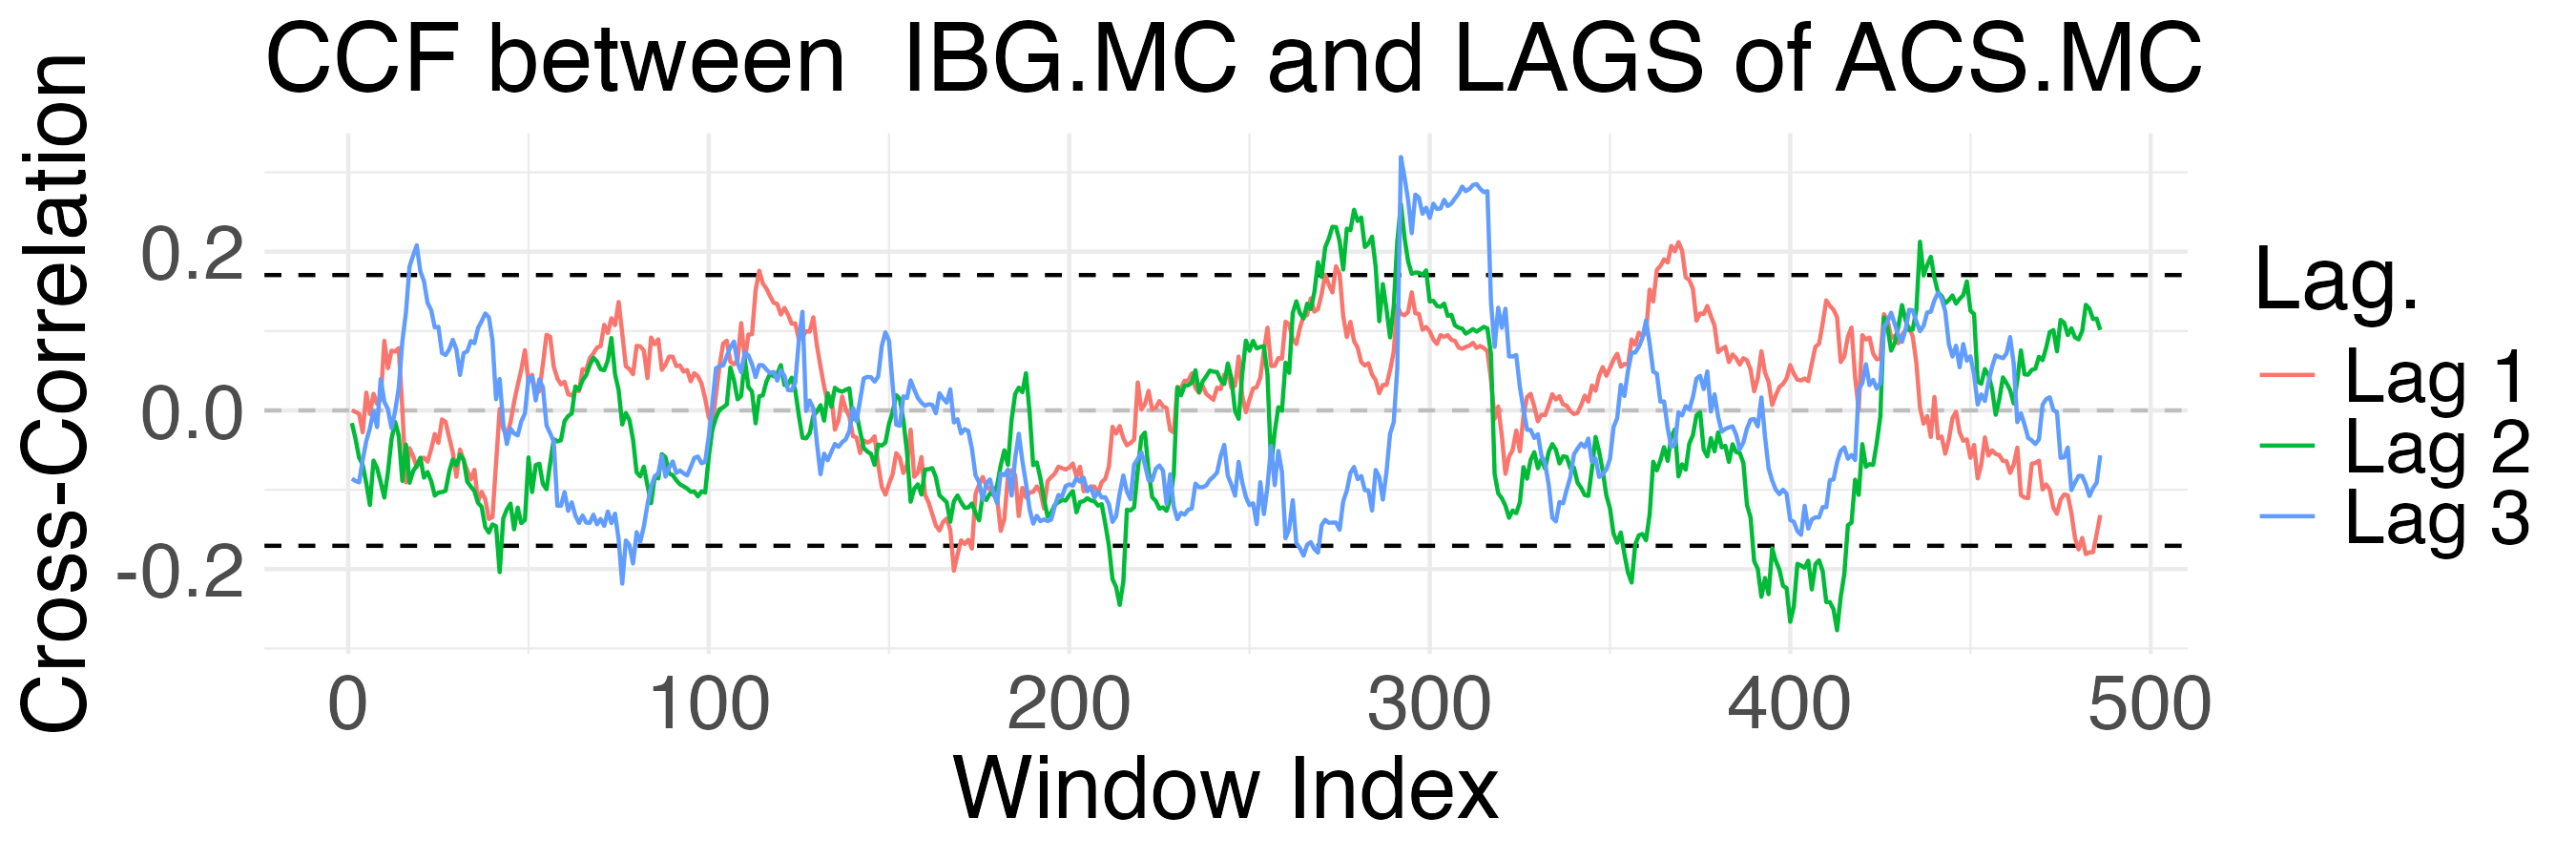 CCF between  IBG.MC and LAGS of ACS.MC
Cross-Correlation
0.2
0.0
-0.2
0 100 200 300 400 500
Window Index
Lag.
Lag 1
Lag 2
Lag 3